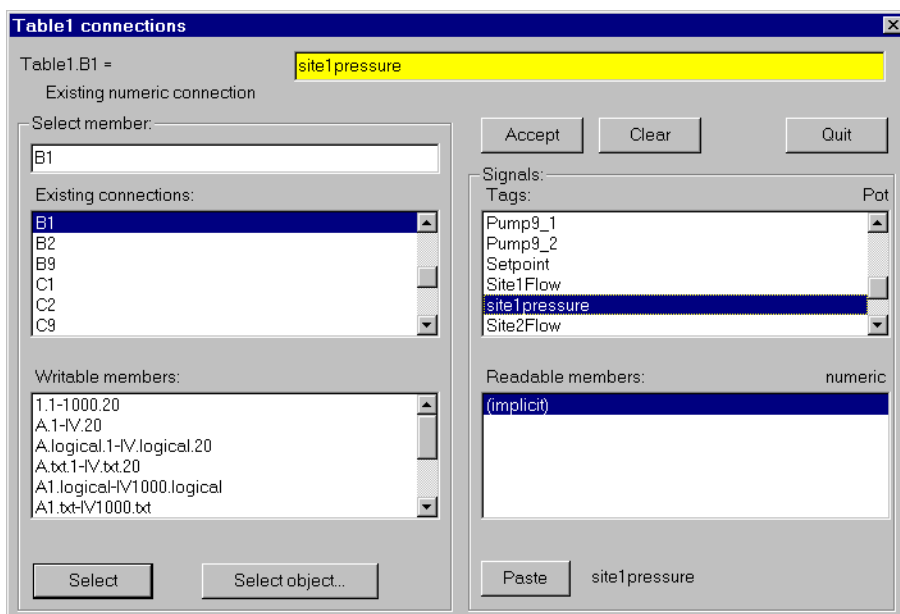 Table1 connections
Table1.B1 =
site1pressure
Existing numeric connection
Select member:
B1
Existing connections:
B1
B2
B9
C1
C2
C9
Writable members:
1.1-1000.20
A.1-IV.20
A.logical.1-IV.logical.20
A.txt.1-IV.txt.20
A1.logical-IV1000.logical
A1.txt-IV1000.txt
Select
Select object...
Accept
Clear
Quit
Signals:
Tags:
Pot
Pump9_1
Pump9_2
Setpoint
Site1Flow
site1pressure
Site2Flow
Readable members:
numeric
(implicit)
Paste
site1pressure